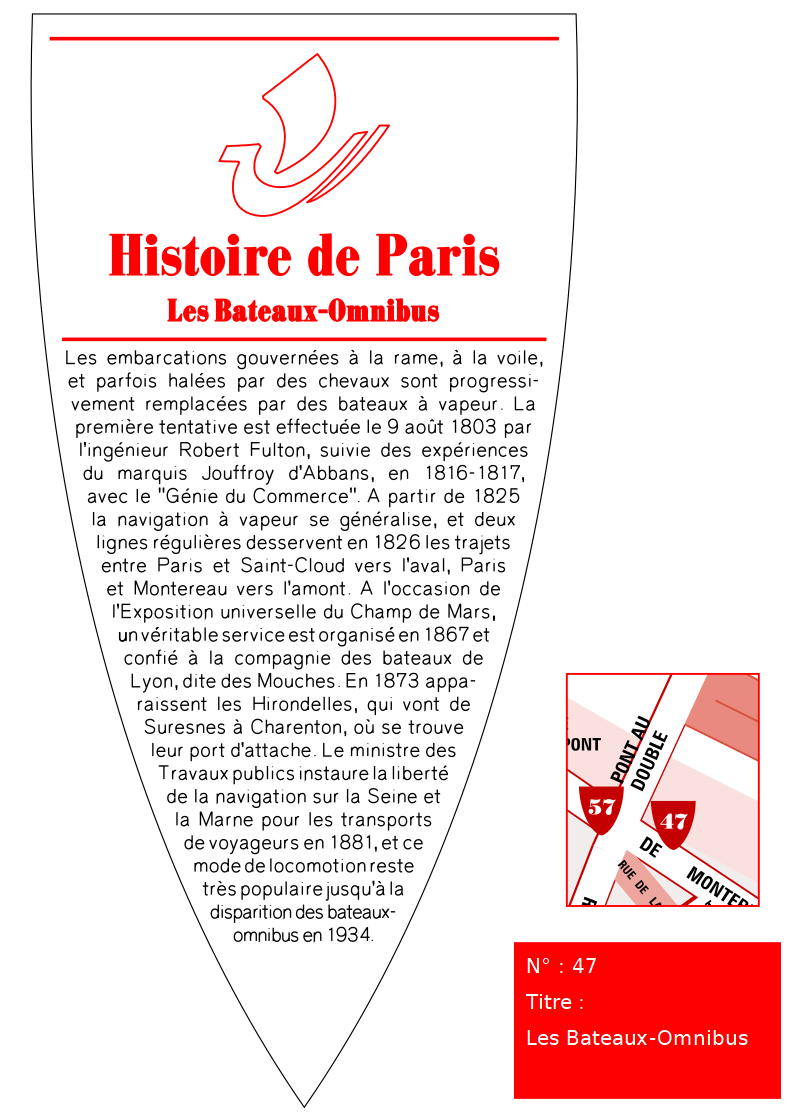 Histoire de Paris
Les Bateaux-Omnibus
Les embarcations gouvernées à la rame, à la voile,
et parfois halées par des chevaux sont progressi-
vement remplacées par des bateaux à vapeur. La
première tentative est effectuée le 9 août 1803 par
l'ingénieur Robert Fulton, suivie des expériences
du marquis Jouffroy d'Abbans, en 1816-1817,
avec le "Génie du Commerce". A partir de 1825
la navigation à vapeur se généralise, et deux
lignes régulières desservent en 1826 les trajets
entre Paris et Saint-Cloud vers l'aval, Paris
et Montereau vers l'amont. A l'occasion de
l'Exposition universelle du Champ de Mars,
un véritable service est organisé en 1867 et
confié à la compagnie des bateaux de
Lyon, dite des Mouches. En 1873 appa-
raissent les Hirondelles, qui vont de
Suresnes à Charenton, où se trouve
leur port d'attache. Le ministre des
Travaux publics instaure la liberté
de la navigation sur la Seine et
la Marne pour les transports
de voyageurs en 1881, et ce
mode de locomotion reste
très populaire jusqu'à la
disparition des bateaux-
omnibus en 1934.
PONT
PONT AU
DOUBLE
57
47
DE
MONTEB
RUE DE LA
N° : 47
Titre :
Les Bateaux-Omnibus